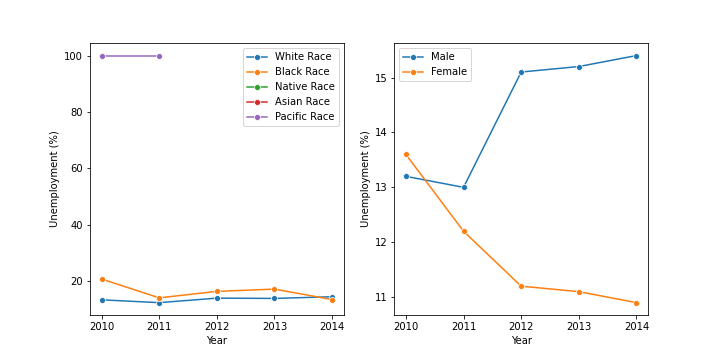 Unemployment (%)
100
80
60
40
20
2010 2011 2012 2013 2014
Year
White Race
Black Race
Native Race
Asian Race
Pacific Race
Unemployment (%)
15
14
13
12
11
2010 2011 2012 2013 2014
Year
Male
Female